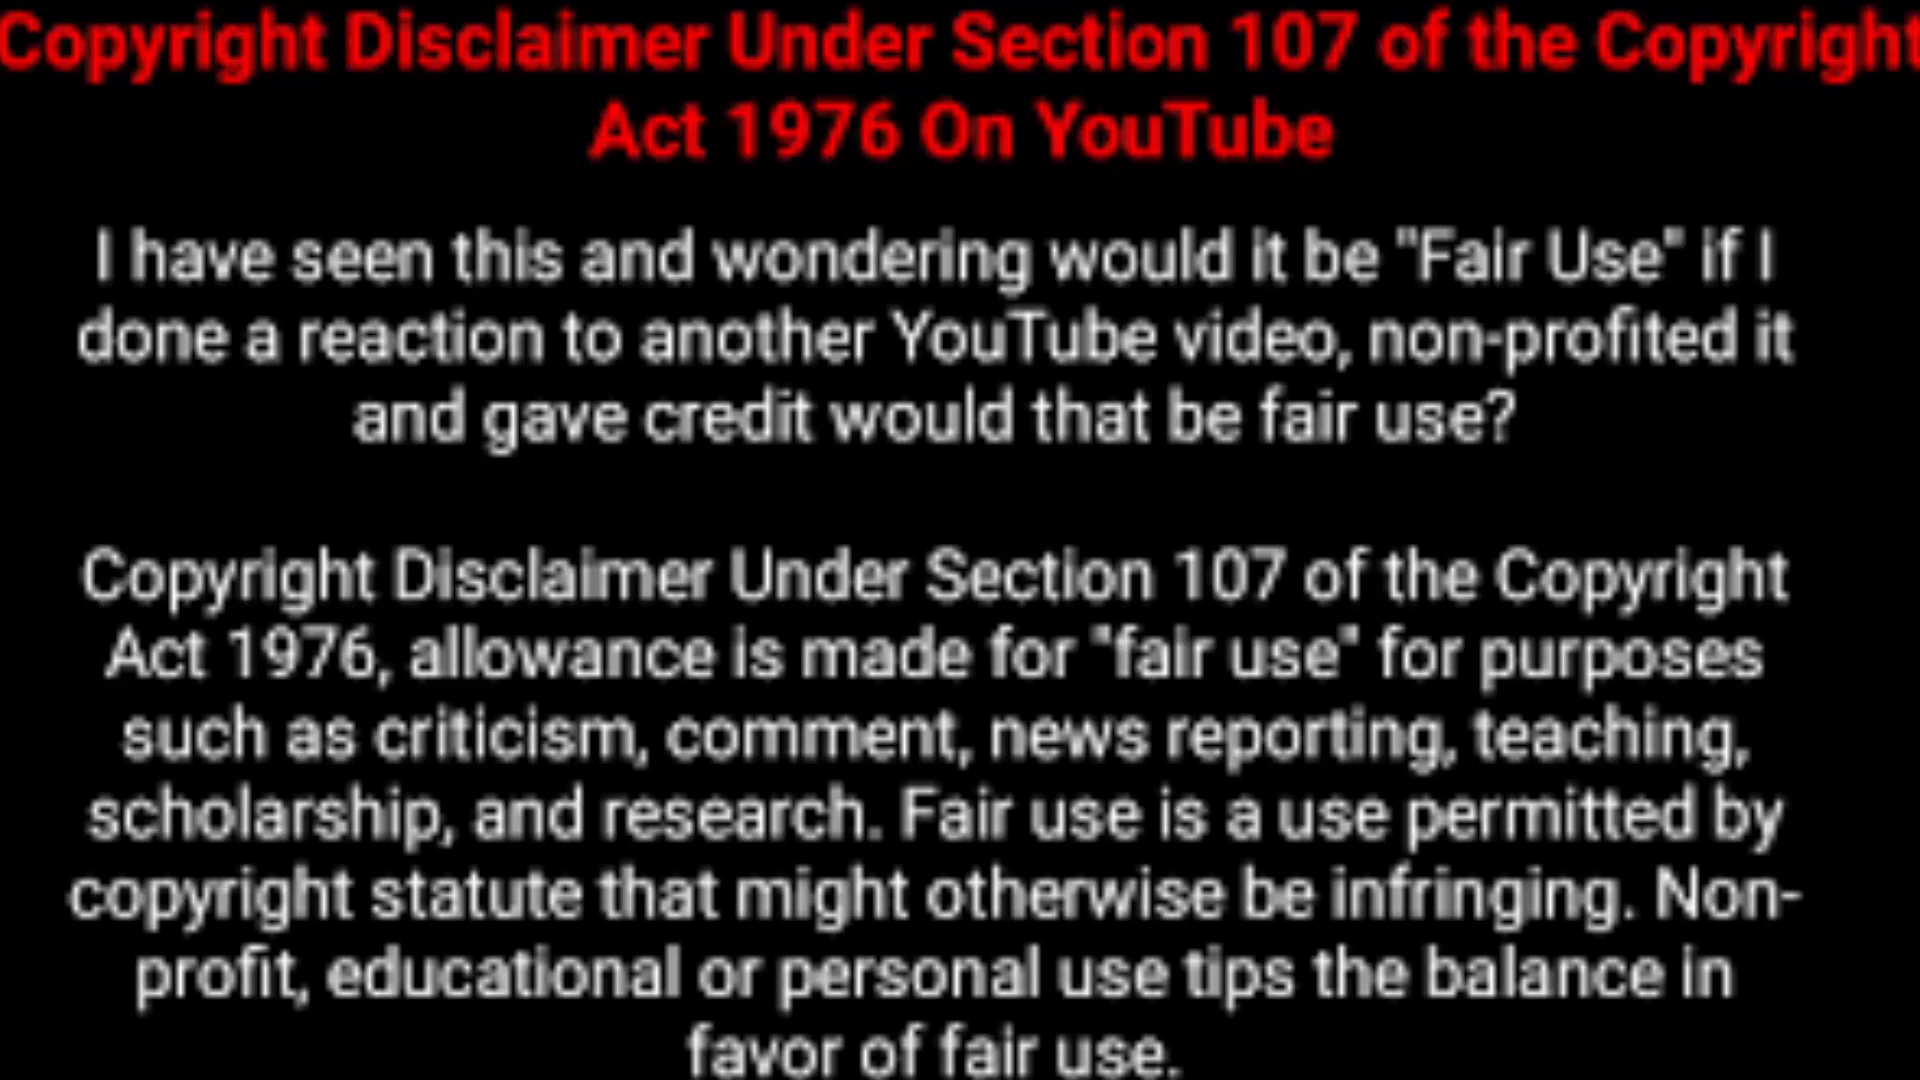 Copyright Disclaimer Under Section 107 of the Copyright
Act 1976 On YouTube
I have seen this and wondering would it be "Fair Use" if I
done a reaction to another YouTube video, non-profited it
and gave credit would that be fair use?
Copyright Disclaimer Under Section 107 of the Copyright
Act 1976, allowance is made for "fair use" for purposes
such as criticism, comment, news reporting, teaching,
scholarship, and research. Fair use is a use permitted by
copyright statute that might otherwise be infringing. Non-
profit, educational or personal use tips the balance in
favor of fair use.